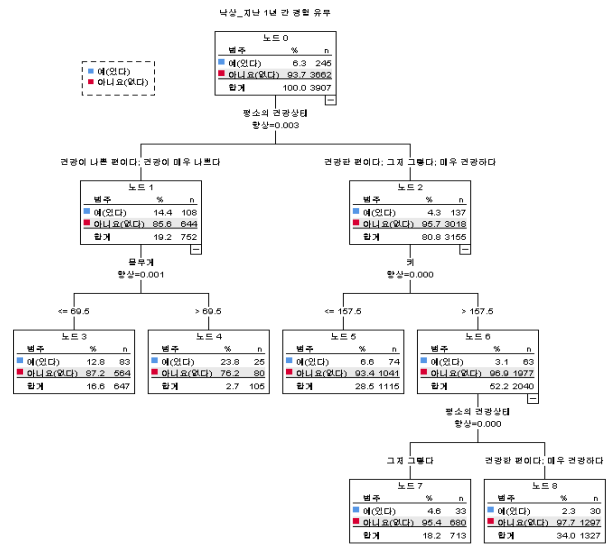 낙상_지난 1년 간 경험 유무
노드 0
범주 % n
예(있다) 6.3 245
아니요(없다) 93.7 3662
합계 100.0 3907
예(있다)
아니요(없다)
평소의 건강상태
향상=0.003
건강이 나쁜 편이다; 건강이 매우 나쁘다
건강한 편이다; 그저 그렇다; 매우 건강하다
노드 1
범주 % n
예(있다) 14.4 108
아니요(없다) 85.6 644
합계 19.2 752
노드 2
범주 % n
예(있다) 4.3 137
아니요(없다) 95.7 3018
합계 80.8 3155
몸무게
향상=0.001
키
향상=0.000
<= 69.5
> 69.5
<= 157.5
> 157.5
노드 3
범주 % n
예(있다) 12.8 83
아니요(없다) 87.2 564
합계 16.6 647
노드 4
범주 % n
예(있다) 23.8 25
아니요(없다) 76.2 80
합계 2.7 105
노드 5
범주 % n
예(있다) 6.6 74
아니요(없다) 93.4 1041
합계 28.5 1115
노드 6
범주 % n
예(있다) 3.1 63
아니요(없다) 96.9 1977
합계 52.2 2040
평소의 건강상태
향상=0.000
그저 그렇다
건강한 편이다; 매우 건강하다
노드 7
범주 % n
예(있다) 4.6 33
아니요(없다) 95.4 680
합계 18.2 713
노드 8
범주 % n
예(있다) 2.3 30
아니요(없다) 97.7 1297
합계 34.0 1327